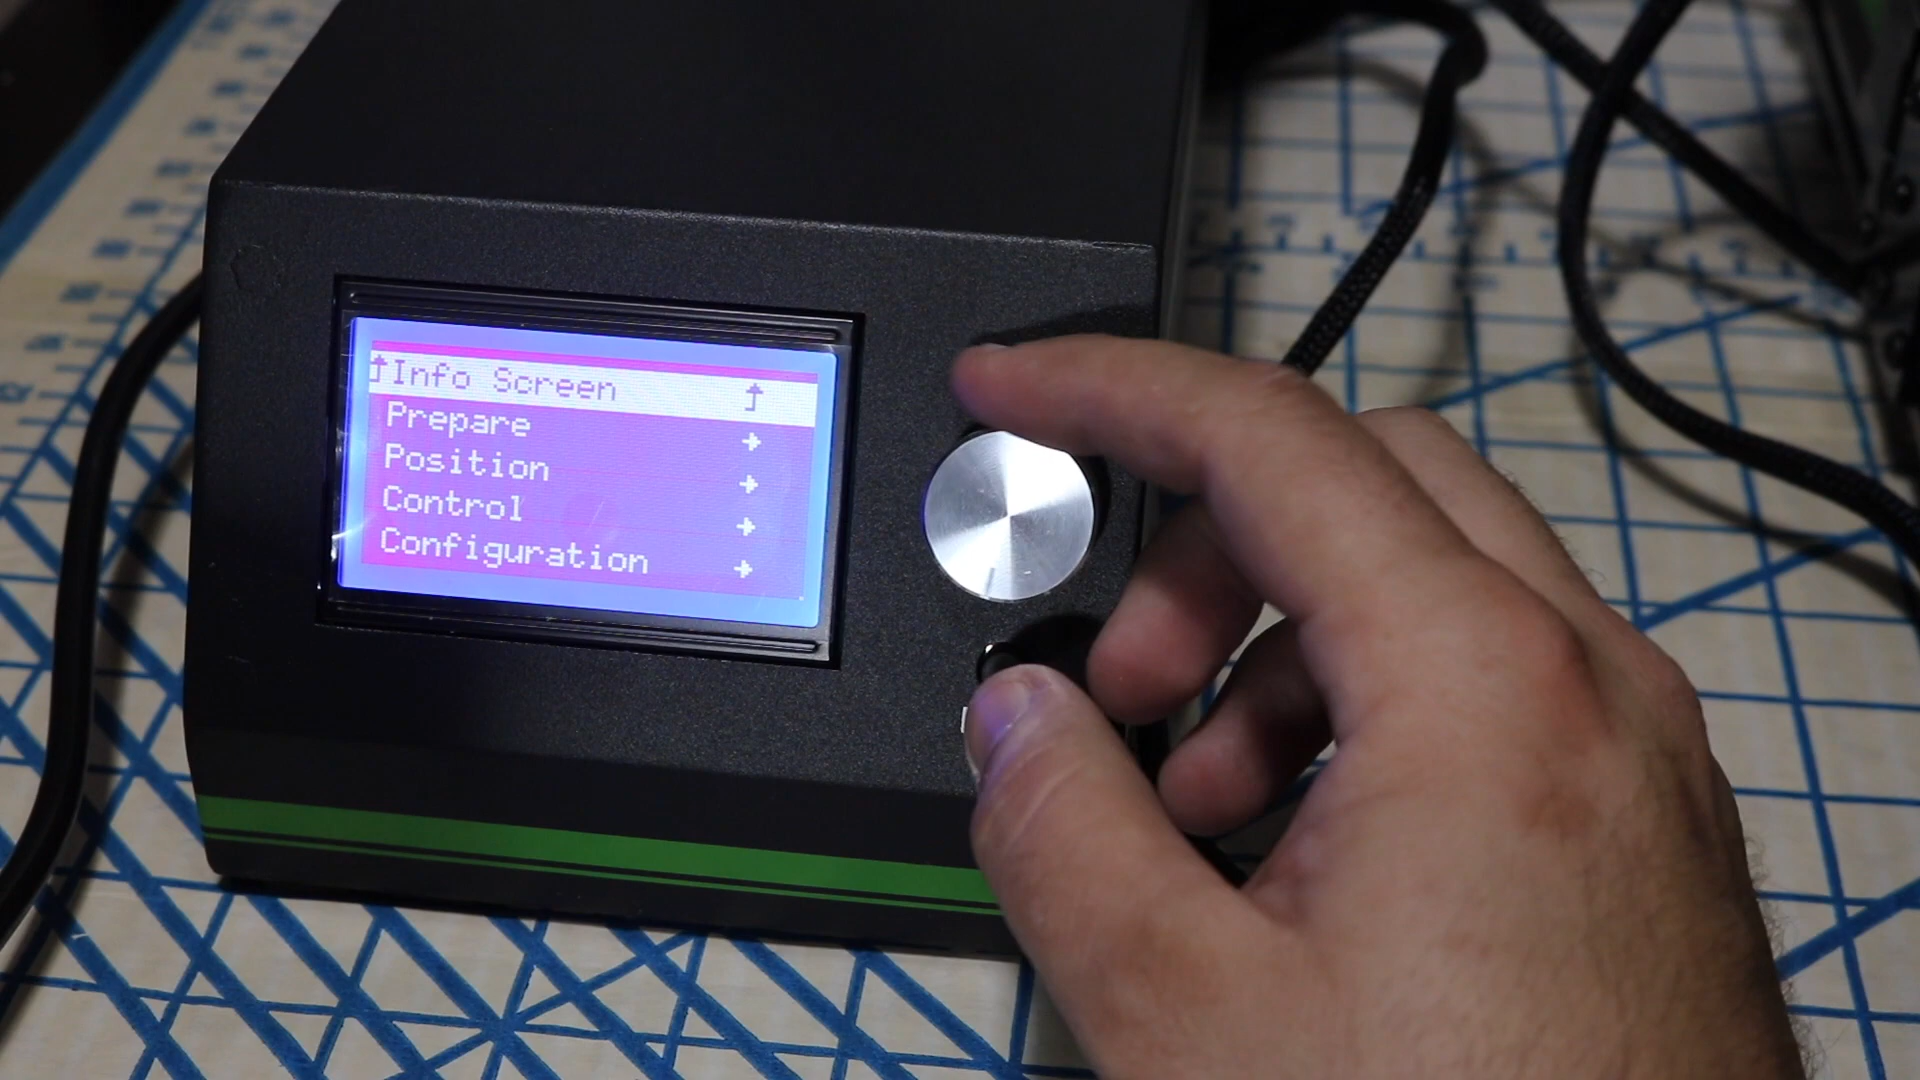 ↑Info Screen
Prepare
Position
Control
Configuration